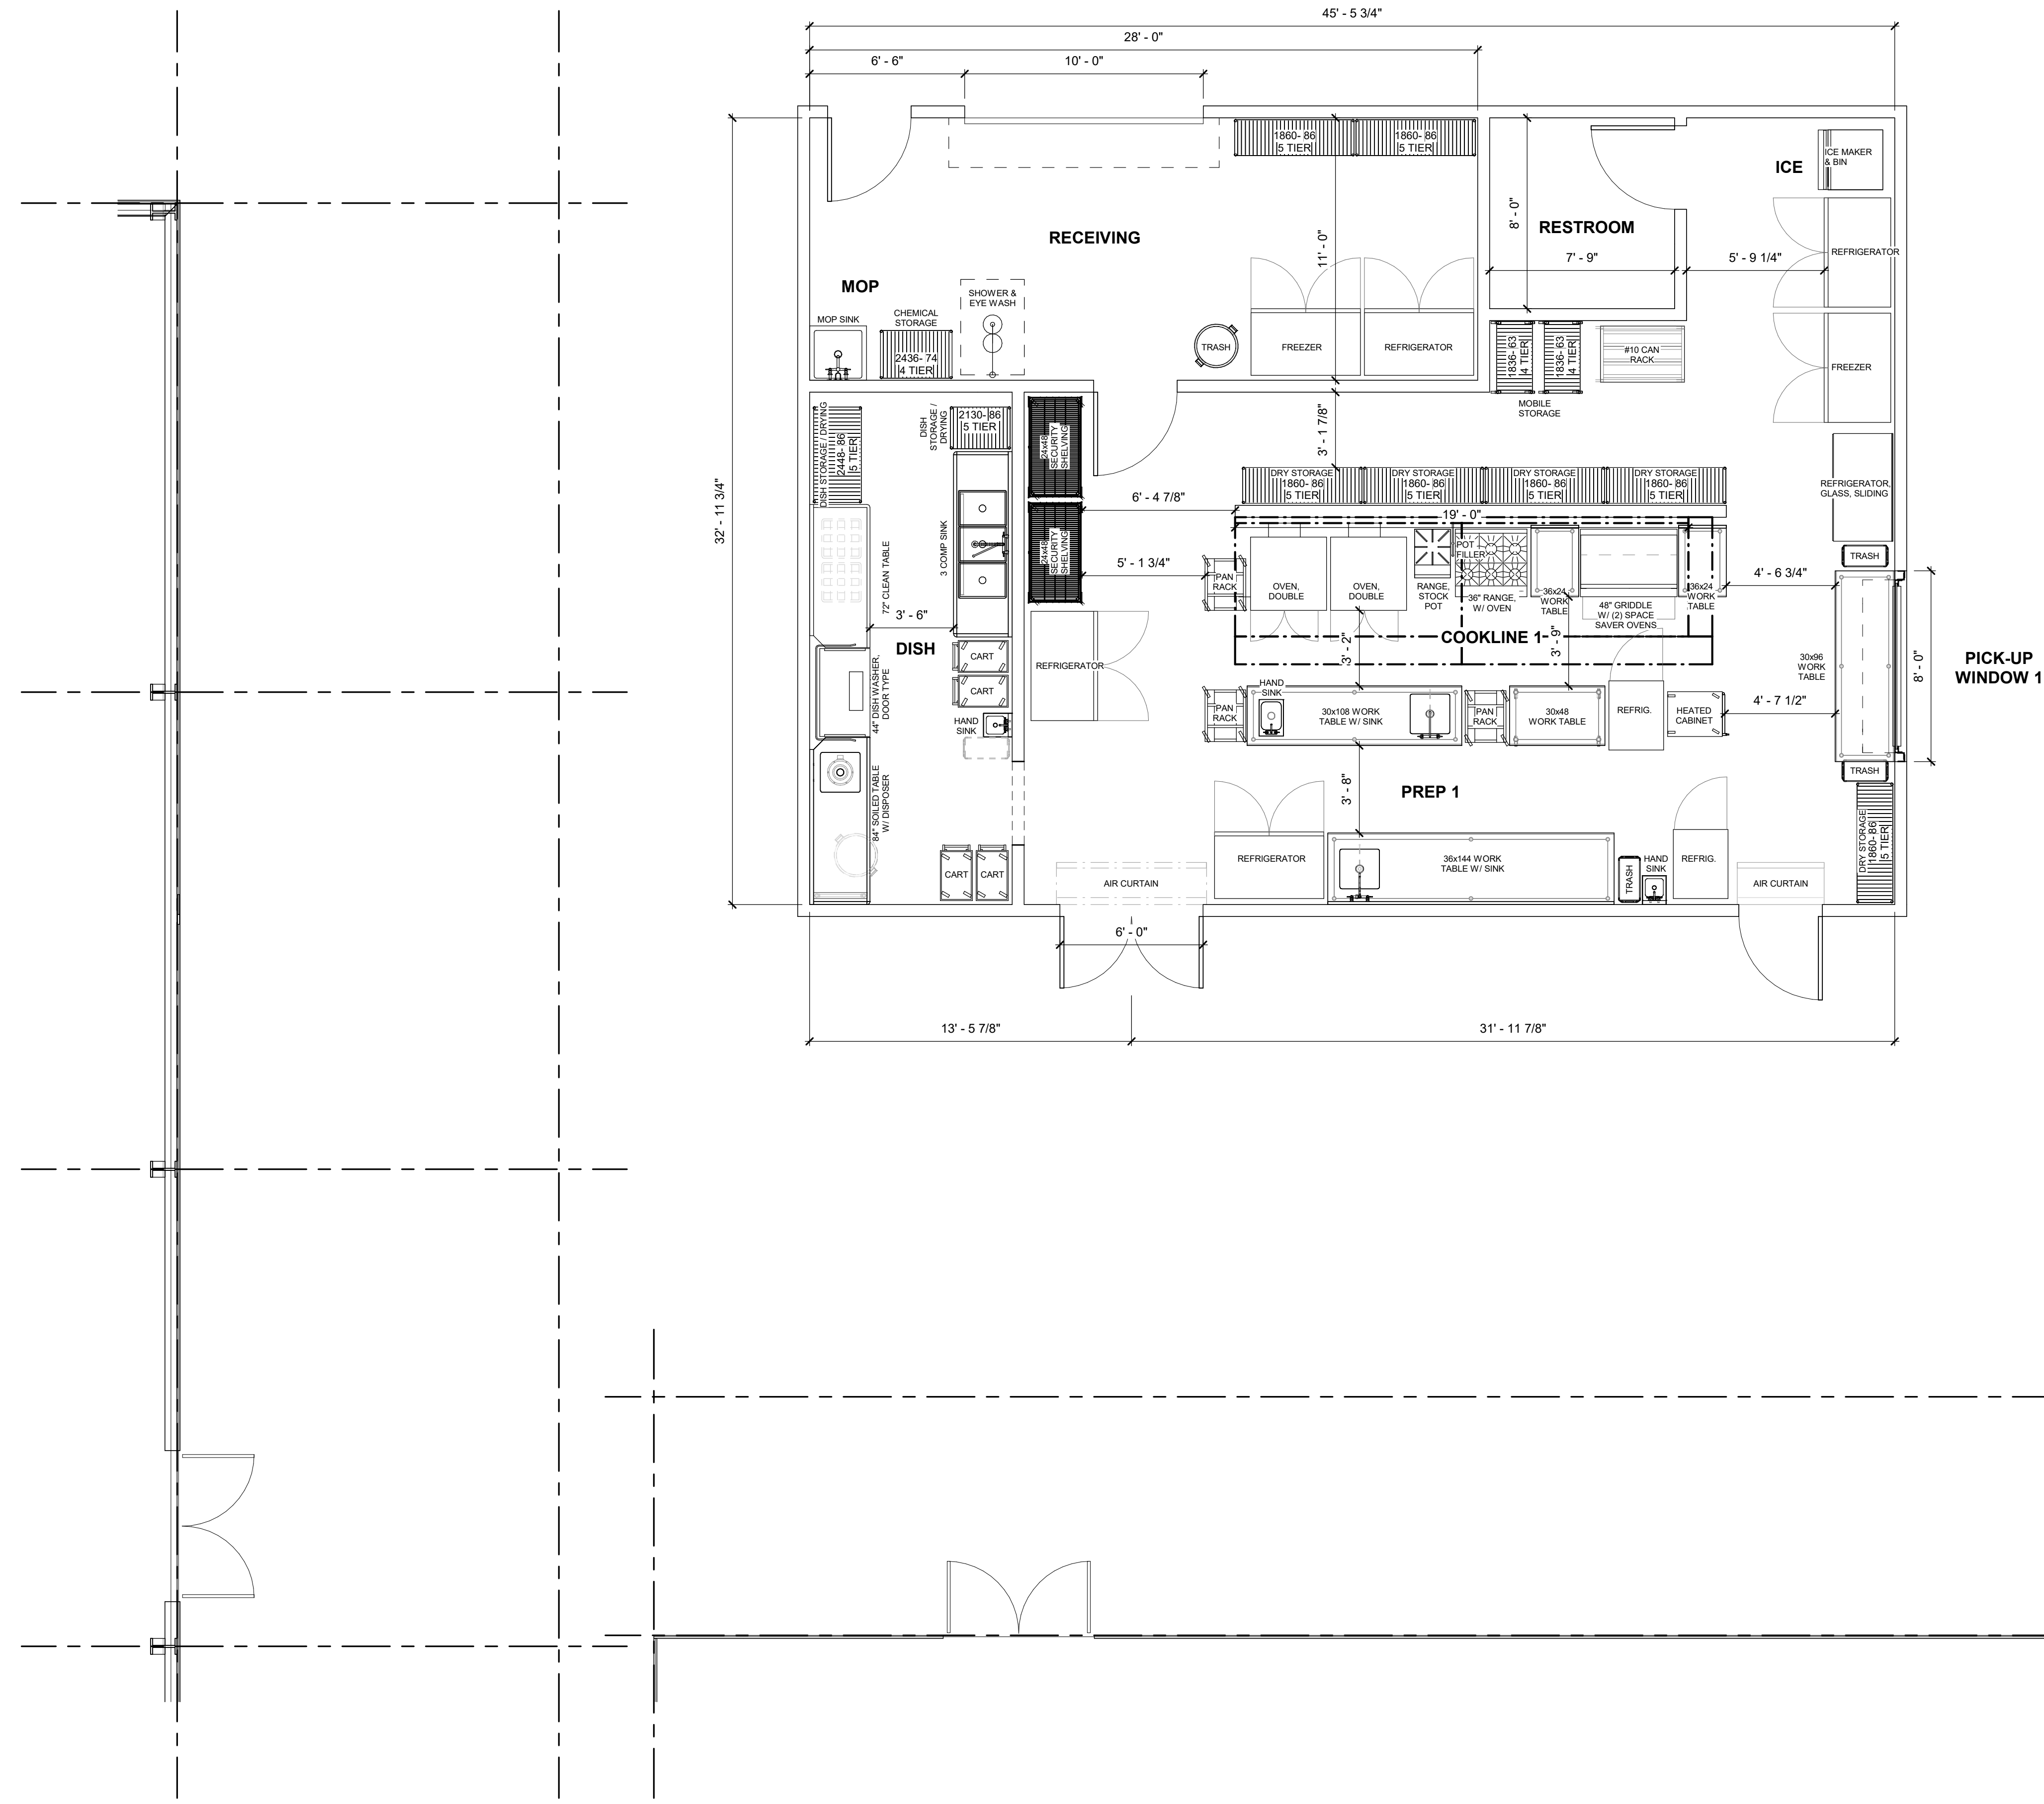 45' - 5 3/4"
28' - 0"
6' - 6"
10' - 0"
1860- 86
5 TIER
1860- 86
5 TIER
ICE
ICE MAKER
& BIN
RECEIVING
11' - 0"
8' - 0"
RESTROOM
7' - 9"
5' - 9 1/4"
REFRIGERATOR
MOP
MOP SINK
CHEMICAL
STORAGE
2436- 74
4 TIER
SHOWER &
EYE WASH
TRASH
FREEZER
REFRIGERATOR
1836- 63
4 TIER
1836- 63
4 TIER
#10 CAN
RACK
FREEZER
MOBILE
STORAGE
32' - 11 3/4"
DISH STORAGE / DRYING
2448- 86
5 TIER
DISH
STORAGE /
DRYING
2130- 86
5 TIER
24x48
SECURITY
SHELVING
24x48
SECURITY
SHELVING
3' - 1 7/8"
DRY STORAGE
1860- 86
5 TIER
DRY STORAGE
1860- 86
5 TIER
DRY STORAGE
1860- 86
5 TIER
DRY STORAGE
1860- 86
5 TIER
REFRIGERATOR,
GLASS, SLIDING
6' - 4 7/8"
19' - 0"
72" CLEAN TABLE
3 COMP SINK
3' - 6"
5' - 1 3/4"
PAN
RACK
OVEN,
DOUBLE
OVEN,
DOUBLE
RANGE,
STOCK
POT
POT
FILLER
36" RANGE,
W/ OVEN
36x24
WORK
TABLE
48" GRIDDLE
W/ (2) SPACE
SAVER OVENS
36x24
WORK
TABLE
TRASH
4' - 6 3/4"
DISH
CART
CART
REFRIGERATOR
3' - 2"
COOKLINE 1
3' - 9"
30x96
WORK
TABLE
8' - 0"
PICK-UP
WINDOW 1
44" DISH WASHER,
DOOR TYPE
HAND
SINK
PAN
RACK
HAND
SINK
30x108 WORK
TABLE W/ SINK
PAN
RACK
30x48
WORK TABLE
REFRIG.
HEATED
CABINET
4' - 7 1/2"
84" SOILED TABLE
W/ DISPOSER
3' - 8"
PREP 1
TRASH
DRY STORAGE
1860- 86
5 TIER
CART
CART
AIR CURTAIN
REFRIGERATOR
36x144 WORK
TABLE W/ SINK
TRASH
HAND
SINK
REFRIG.
AIR CURTAIN
6' - 0"
13' - 5 7/8"
31' - 11 7/8"